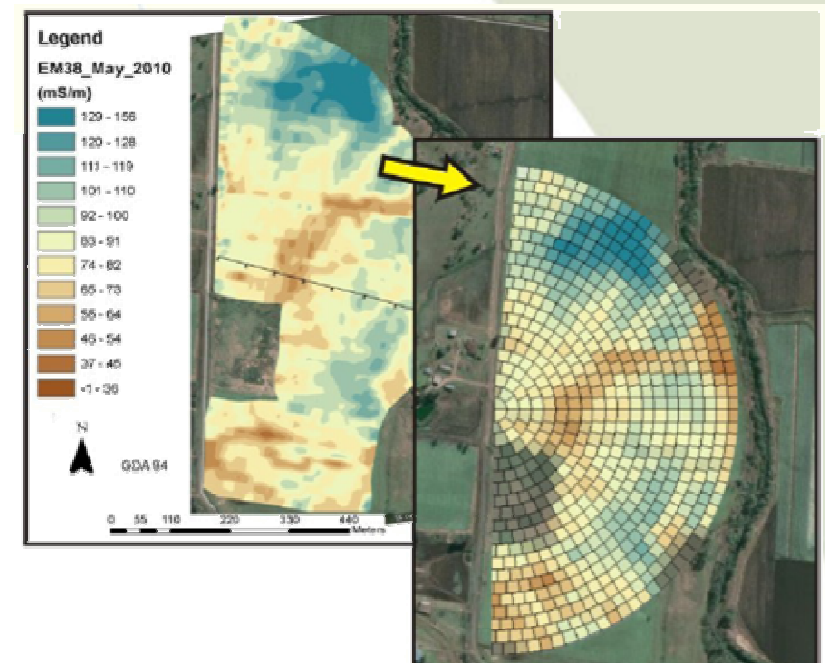 Legend
EM38_May_2010
(mS/m)
129 - 156
120 - 128
111 - 119
101 - 110
92 - 100
83 - 91
74 - 82
65 - 73
55 - 64
46 - 54
37 - 45
N
GDA 94
0 55 110 220 330 440
Meters